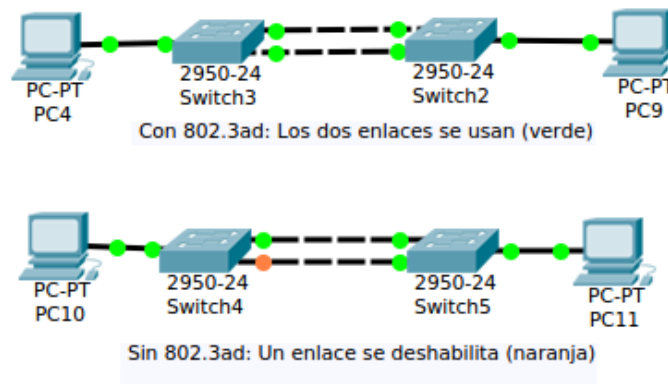 PC-PT
PC4
2950-24
Switch3
2950-24
Switch2
PC-PT
PC9
Con 802.3ad: Los dos enlaces se usan (verde)
PC-PT
PC10
2950-24
Switch4
2950-24
Switch5
PC-PT
PC11
Sin 802.3ad: Un enlace se deshabilita (naranja)